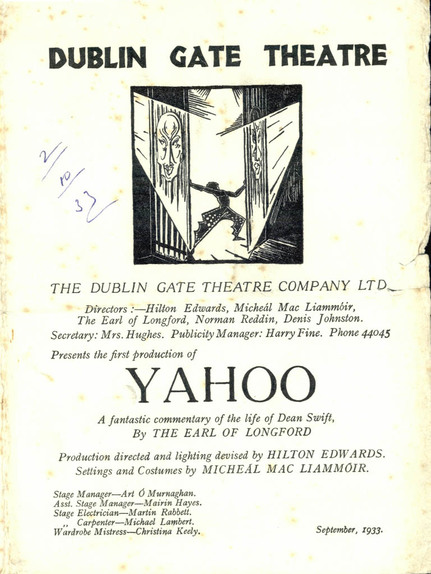 DUBLIN GATE THEATRE
2/
10
33
THE DUBLIN GATE THEATRE COMPANY LTD
Directors:—Hilton Edwards, Micheál Mac Liammóir,
The Earl of Longford, Norman Reddin, Denis Johnston.
Secretary: Mrs. Hughes. Publicity Manager: Harry Fine. Phone 44045
Presents the first production of
YAHOO
A fantastic commentary of the life of Dean Swift,
By THE EARL OF LONGFORD
Production directed and lighting devised by HILTON EDWARDS.
Settings and Costumes by MICHEÁL MAC LIAMMÓIR.
Stage Manager—Art Ó Murnaghan.
Asst. Stage Manager—Mairin Hayes.
Stage Electrician—Martin Rabbett.
,, Carpenter—Michael Lambert.
Wardrobe Mistress—Christina Keely.
September, 1933.